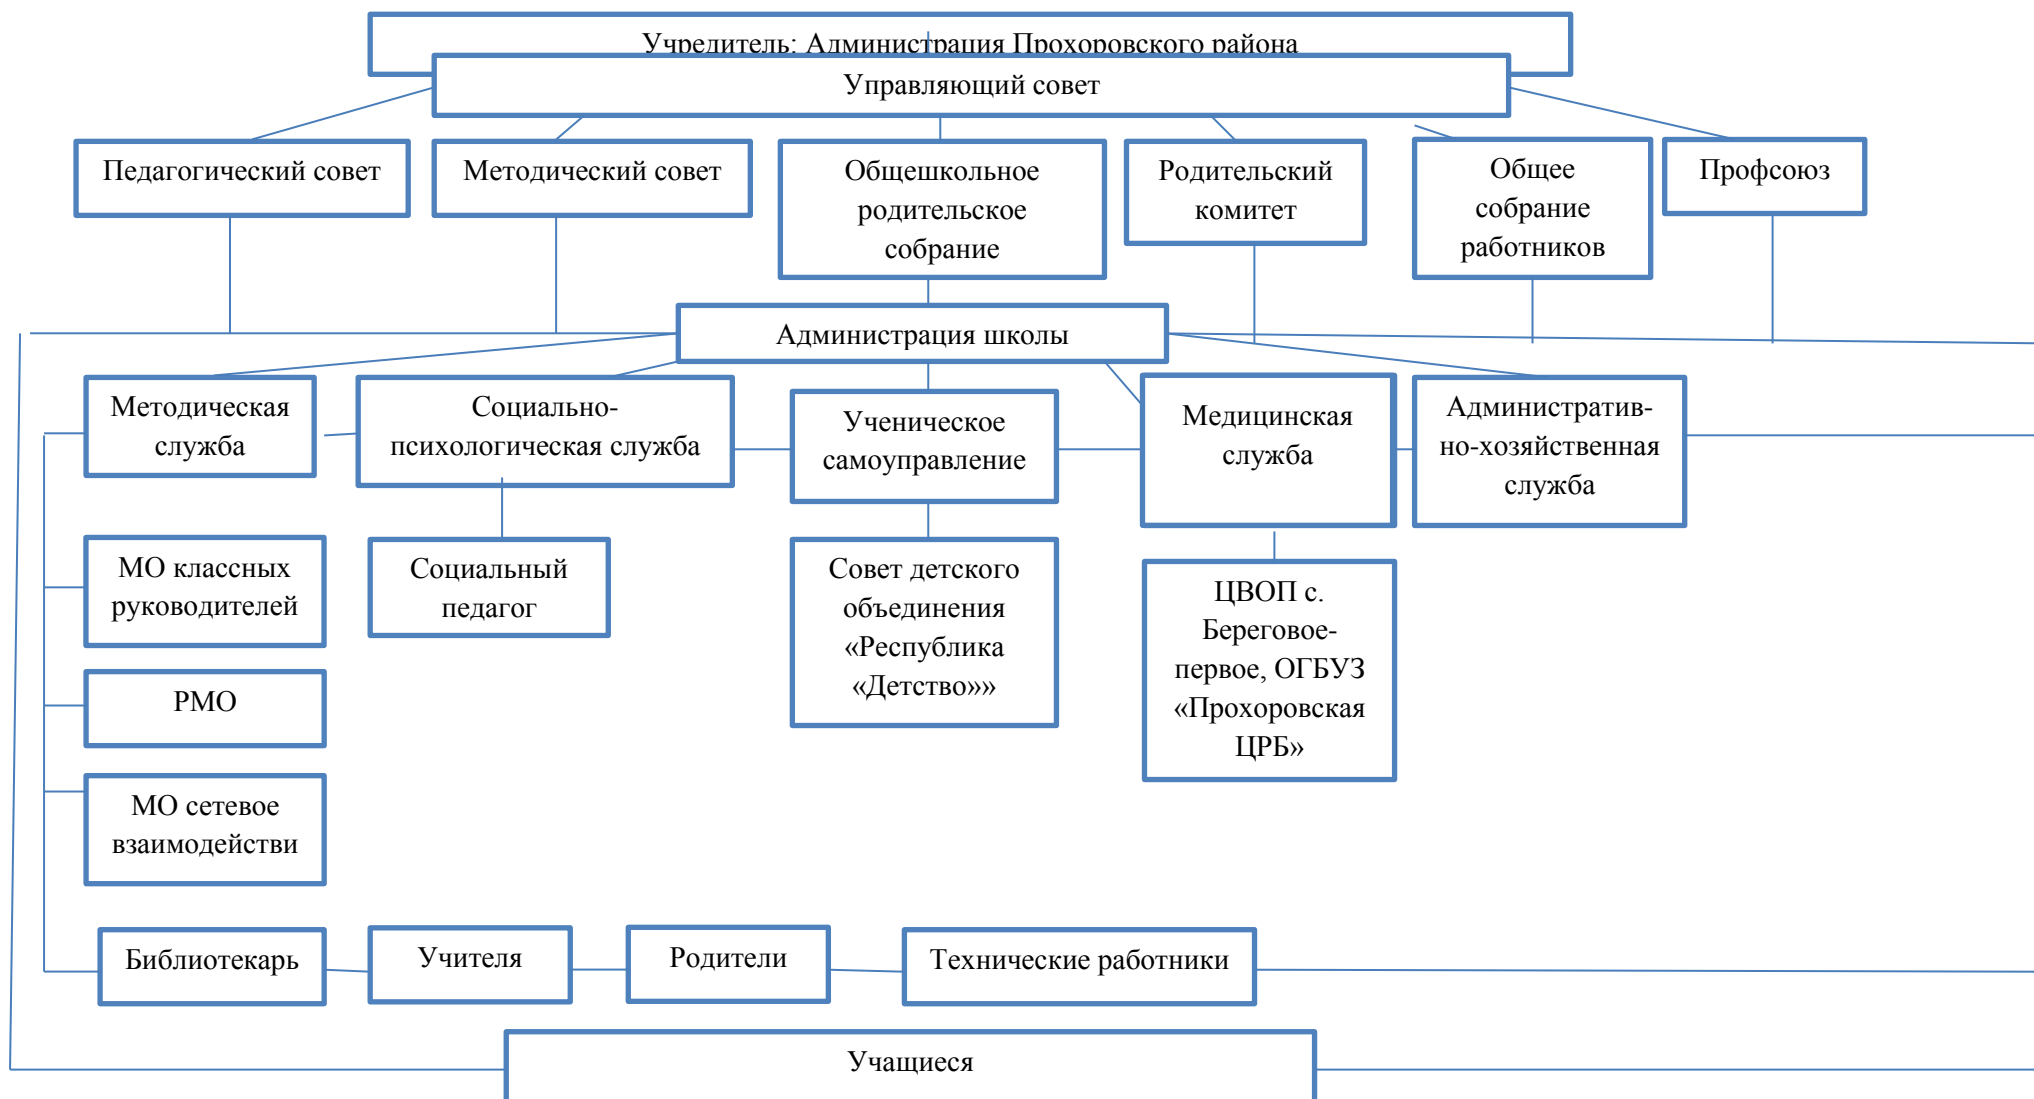 Учредитель: Администрация Прохоровского района
Управляющий совет
Педагогический совет
Методический совет
Общешкольное
родительское
собрание
Родительский
комитет
Общее
собрание
работников
Профсоюз
Администрация школы
Методическая
служба
Социально-
психологическая служба
Ученическое
самоуправление
Медицинская
служба
Административ-
но-хозяйственная
служба
МО классных
руководителей
Социальный
педагог
Совет детского
объединения
«Республика
«Детство»»
ЦВОП с.
Береговое-
первое, ОГБУЗ
«Прохоровская
ЦРБ»
РМО
МО сетевое
взаимодействи
Библиотекарь
Учителя
Родители
Технические работники
Учащиеся